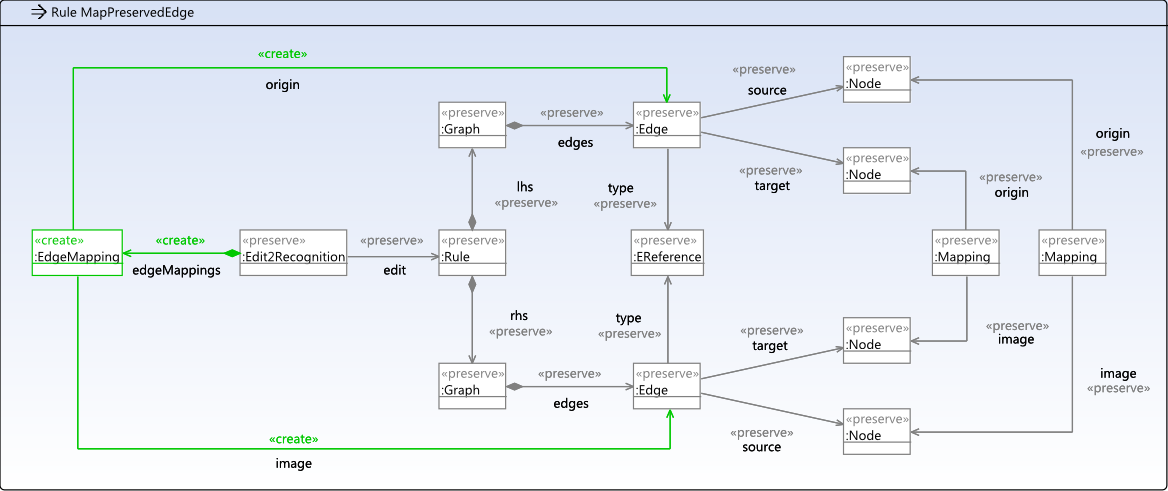 Rule MapPreservedEdge
«create»
origin
«preserve»
:Graph
«preserve»
edges
«preserve»
:Edge
«preserve»
source
«preserve»
:Node
«preserve»
target
«preserve»
:Node
origin
«preserve»
«preserve»
origin
lhs
«preserve»
type
«preserve»
«create»
:EdgeMapping
«create»
edgeMappings
«preserve»
:Edit2Recognition
«preserve»
edit
«preserve»
:Rule
«preserve»
:EReference
«preserve»
:Mapping
«preserve»
:Mapping
rhs
«preserve»
type
«preserve»
«preserve»
target
«preserve»
:Node
«preserve»
image
«preserve»
:Graph
«preserve»
edges
«preserve»
:Edge
image
«preserve»
«preserve»
source
«preserve»
:Node
«create»
image